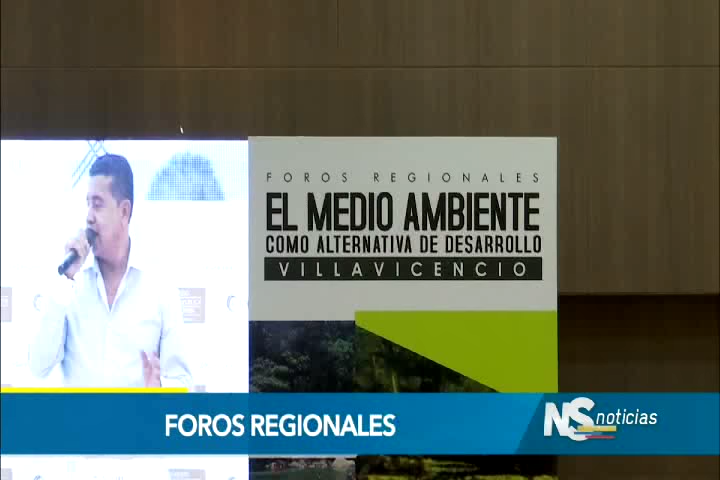 FOROS REGIONALES
EL MEDIO AMBIENTE
COMO ALTERNATIVA DE DESARROLLO
VILLAVICENCIO
FOROS REGIONALES
NS noticias